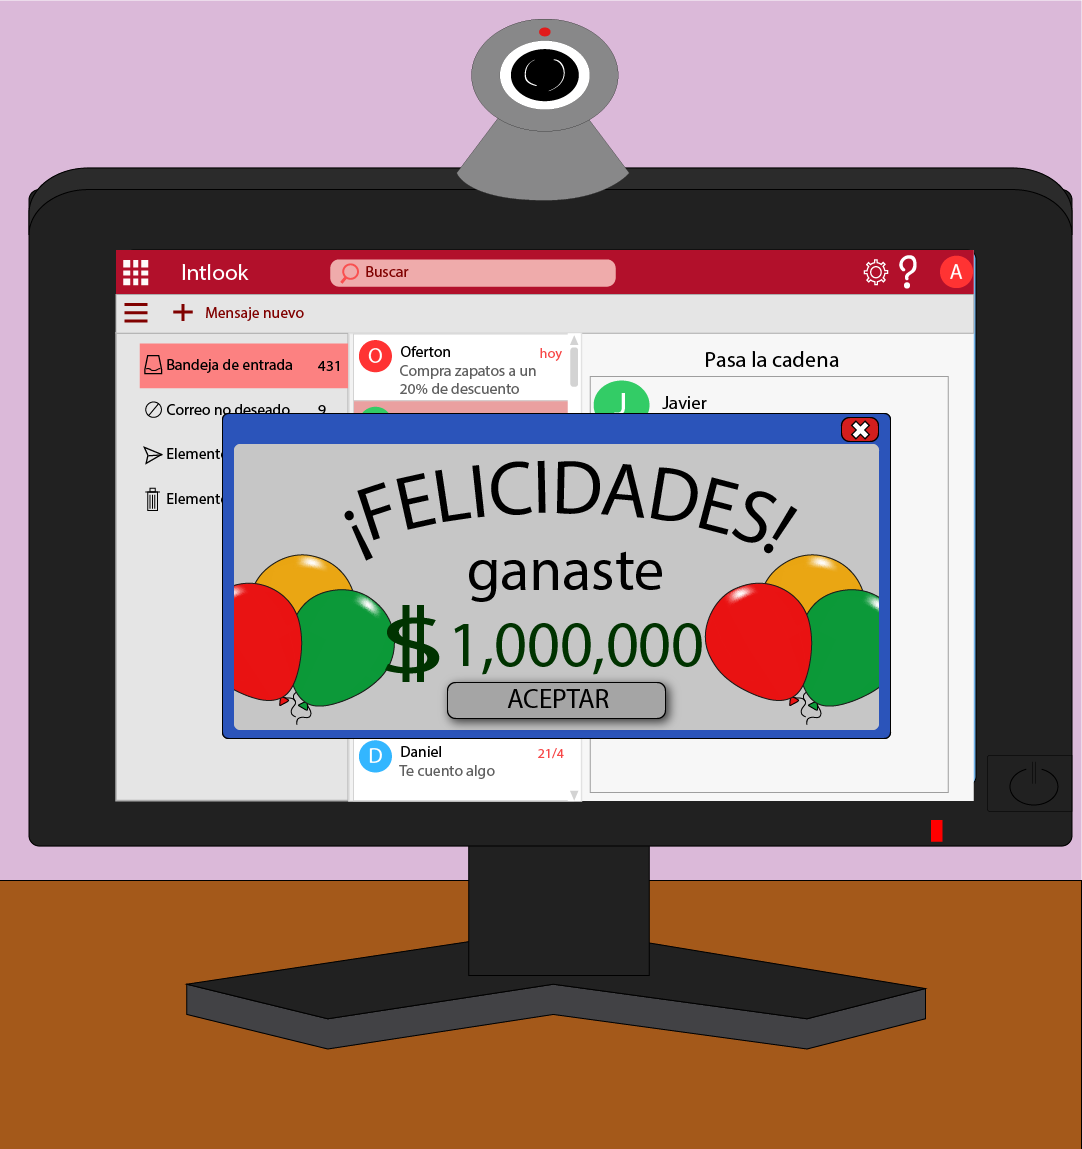 Intlook
Buscar
A
Mensaje nuevo
Bandeja de entrada 431
Correo no deseado 9
Element
Element
O
Oferton hoy
Compra zapatos a un
20% de descuento
Pasa la cadena
J
Javier
¡FELICIDADES!
ganaste
$ 1,000,000
ACEPTAR
D
Daniel 21/4
Te cuento algo